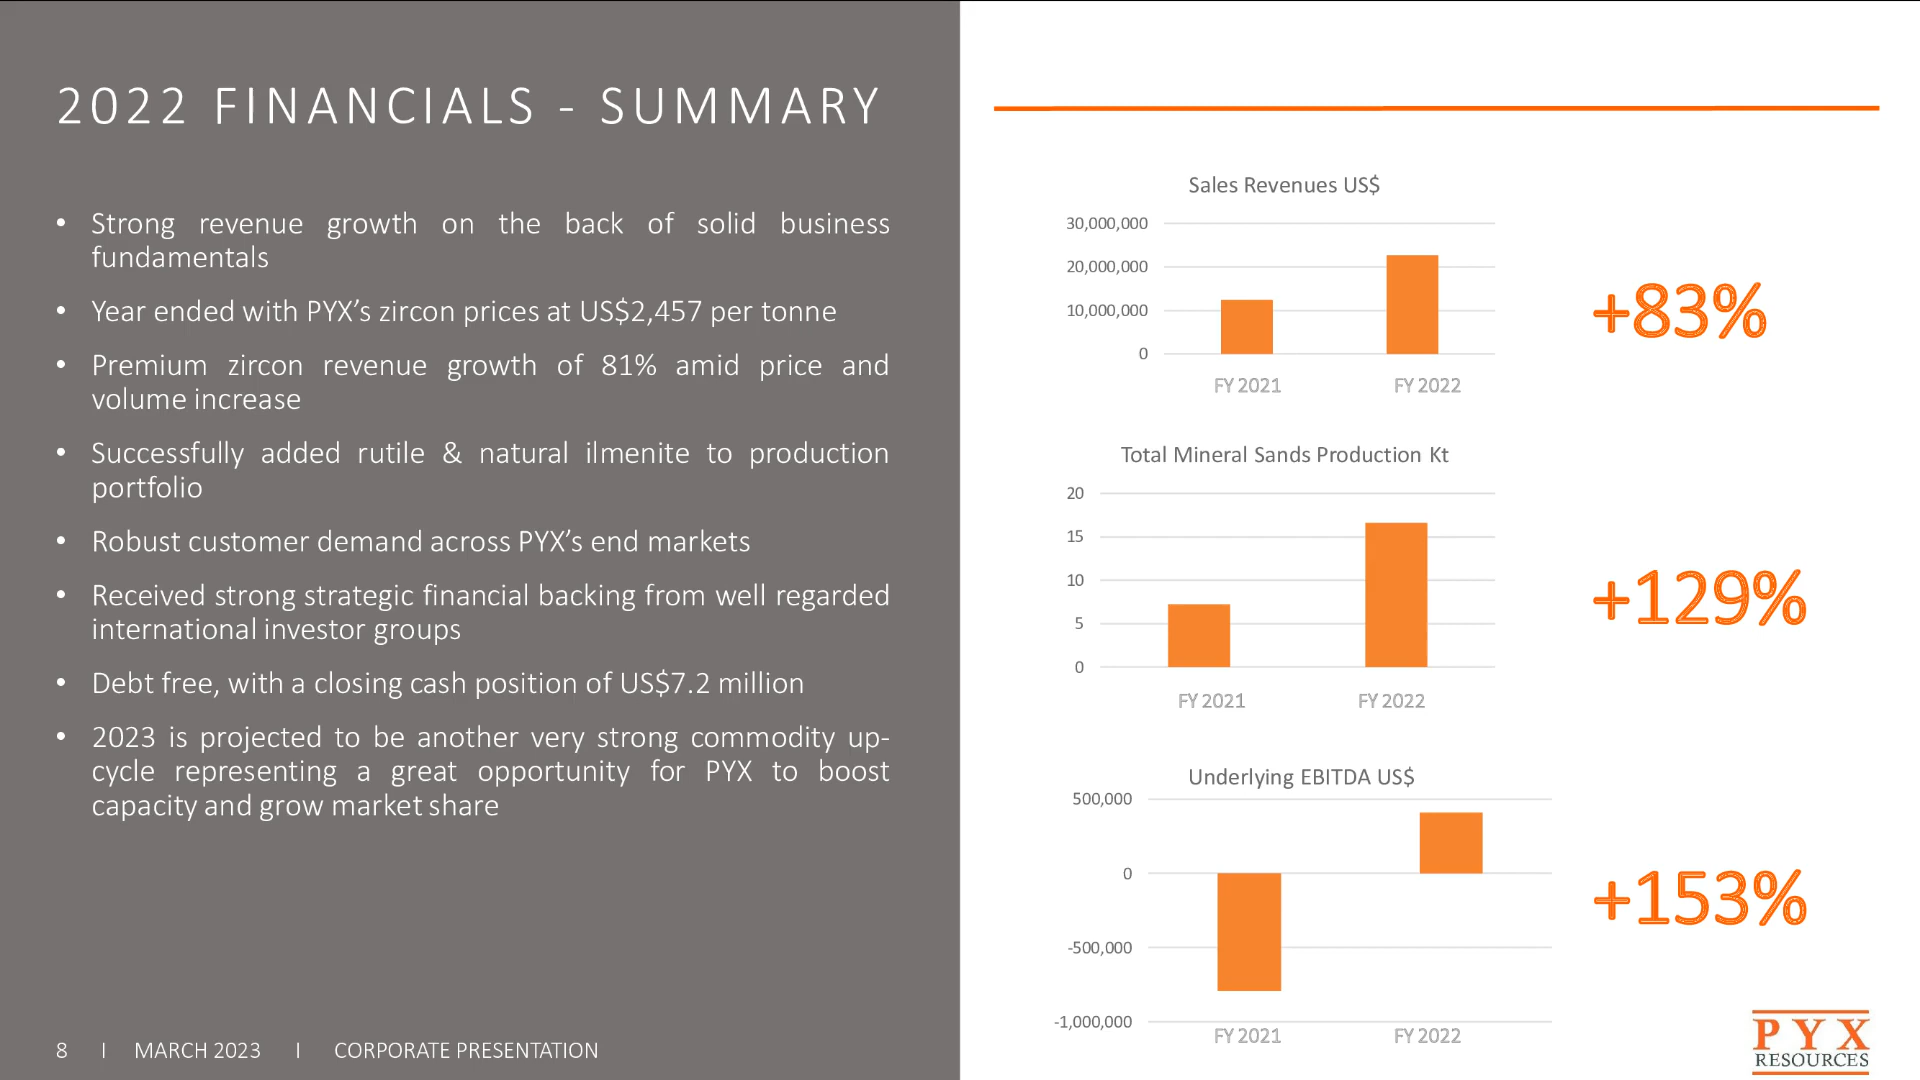 2022 FINANCIALS - SUMMARY
• Strong revenue growth on the back of solid business
fundamentals
• Year ended with PYX’s zircon prices at US$2,457 per tonne
• Premium zircon revenue growth of 81% amid price and
volume increase
• Successfully added rutile & natural ilmenite to production
portfolio
• Robust customer demand across PYX’s end markets
• Received strong strategic financial backing from well regarded
international investor groups
• Debt free, with a closing cash position of US$7.2 million
• 2023 is projected to be another very strong commodity up-
cycle representing a great opportunity for PYX to boost
capacity and grow market share
8 I MARCH 2023 I CORPORATE PRESENTATION
Sales Revenues US$
30,000,000
20,000,000
10,000,000
0
FY 2021 FY 2022
+83%
Total Mineral Sands Production Kt
20
15
10
5
0
FY 2021 FY 2022
+129%
Underlying EBITDA US$
500,000
0
-500,000
-1,000,000
FY 2021 FY 2022
+153%
PYX
RESOURCES